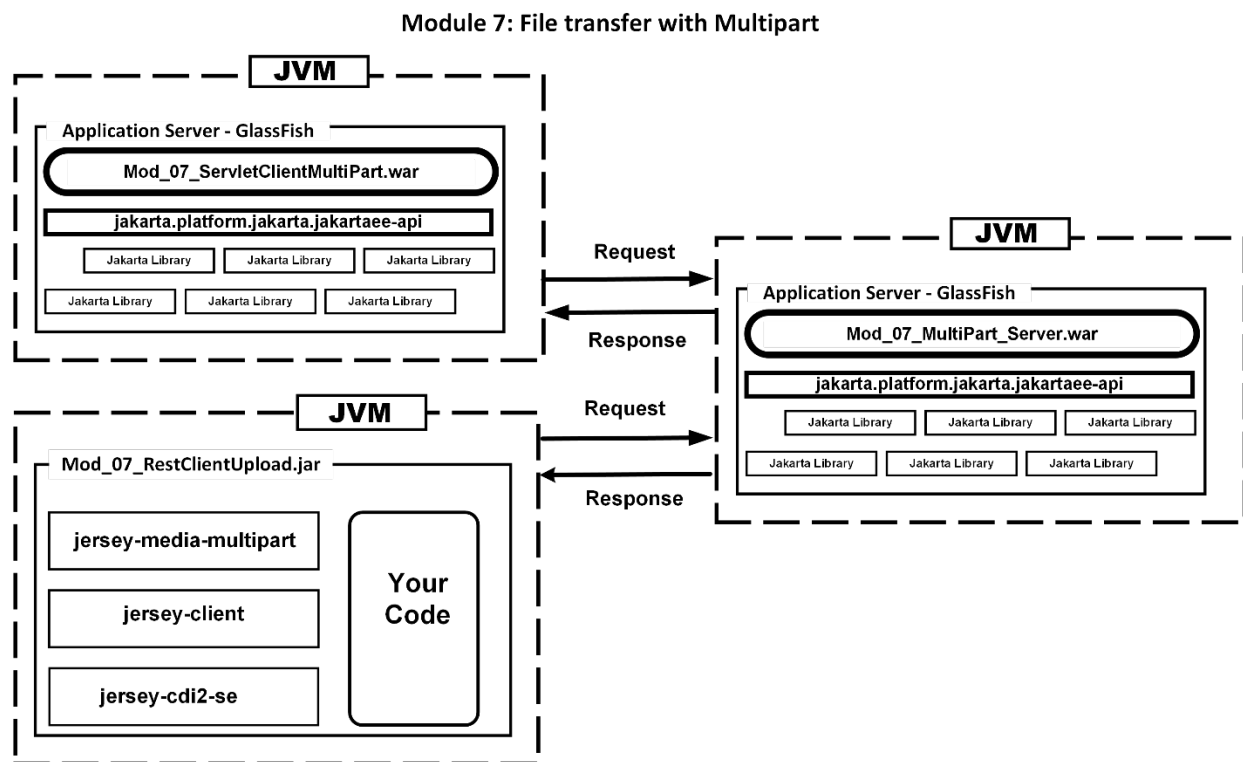 Module 7: File transfer with Multipart
JVM
Application Server - GlassFish
Mod_07_ServletClientMultiPart.war
jakarta.platform.jakarta.jakartaee-api
Jakarta Library Jakarta Library Jakarta Library
Jakarta Library Jakarta Library Jakarta Library
Request
Response
JVM
Application Server - GlassFish
Mod_07_MultiPart_Server.war
jakarta.platform.jakarta.jakartaee-api
Jakarta Library Jakarta Library Jakarta Library
Jakarta Library Jakarta Library Jakarta Library
JVM
Mod_07_RestClientUpload.jar
jersey-media-multipart
jersey-client
jersey-cdi2-se
Your
Code
Request
Response